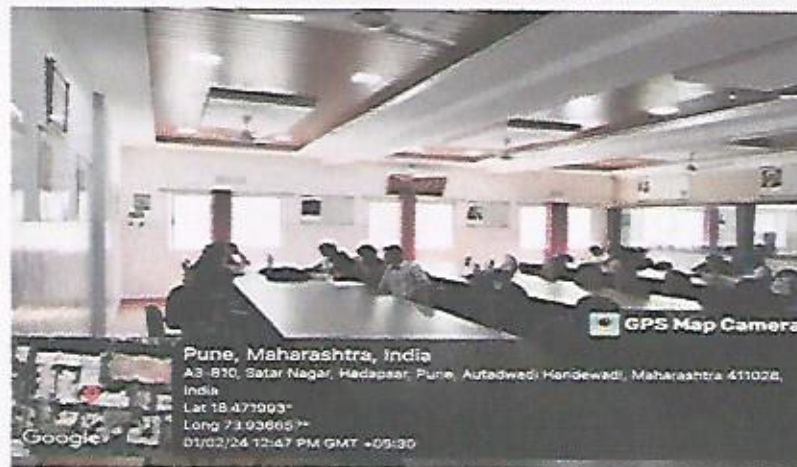 GPS Map Camera
Pune, Maharashtra, India
A3-810, Satar Nagar, Hadapsar, Pune, Autadwadi Handewadi, Maharashtra 411028,
India
Lat 18.471993°
Long 73.936657°
01/02/24 12:47 PM GMT +05:30
Google